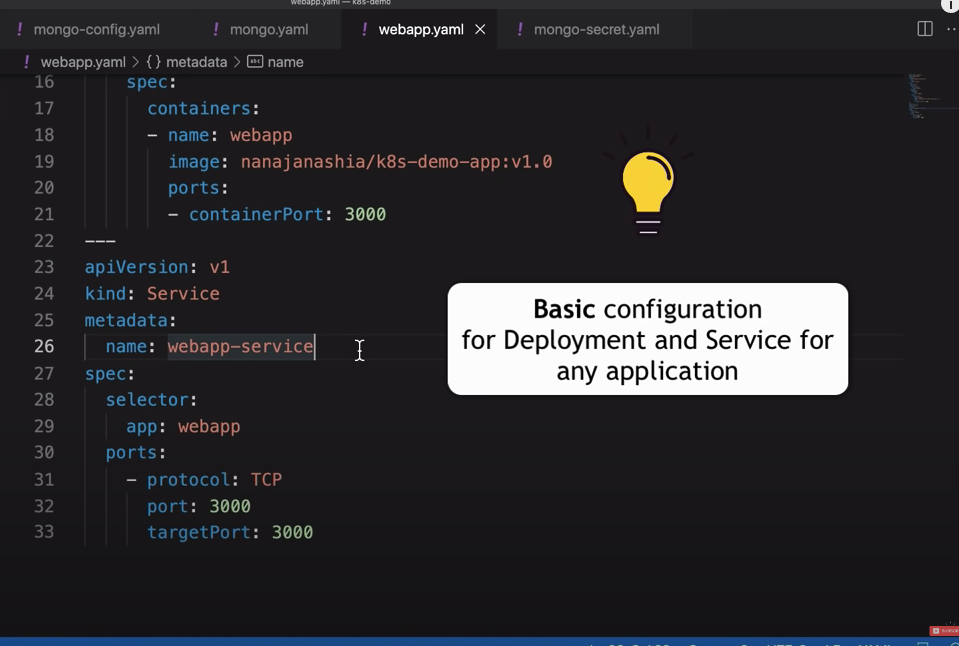 webapp.yaml — k8s-demo
! mongo-config.yaml ! mongo.yaml ! webapp.yaml × ! mongo-secret.yaml
! webapp.yaml > {} metadata > abc name
16 spec:
17 containers:
18 - name: webapp
19 image: nanajanashia/k8s-demo-app:v1.0
20 ports:
21 - containerPort: 3000
22 ---
23 apiVersion: v1
24 kind: Service
25 metadata:
26 name: webapp-service
27 spec:
28 selector:
29 app: webapp
30 ports:
31 - protocol: TCP
32 port: 3000
33 targetPort: 3000
Basic configuration
for Deployment and Service for
any application